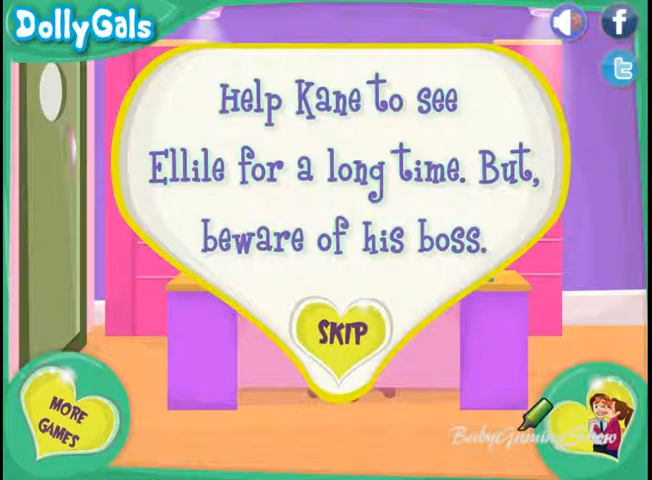 DollyGals
Help Kane to see
Ellile for a long time. But,
beware of his boss.
SKIP
MORE
GAMES
BabyGamingShow